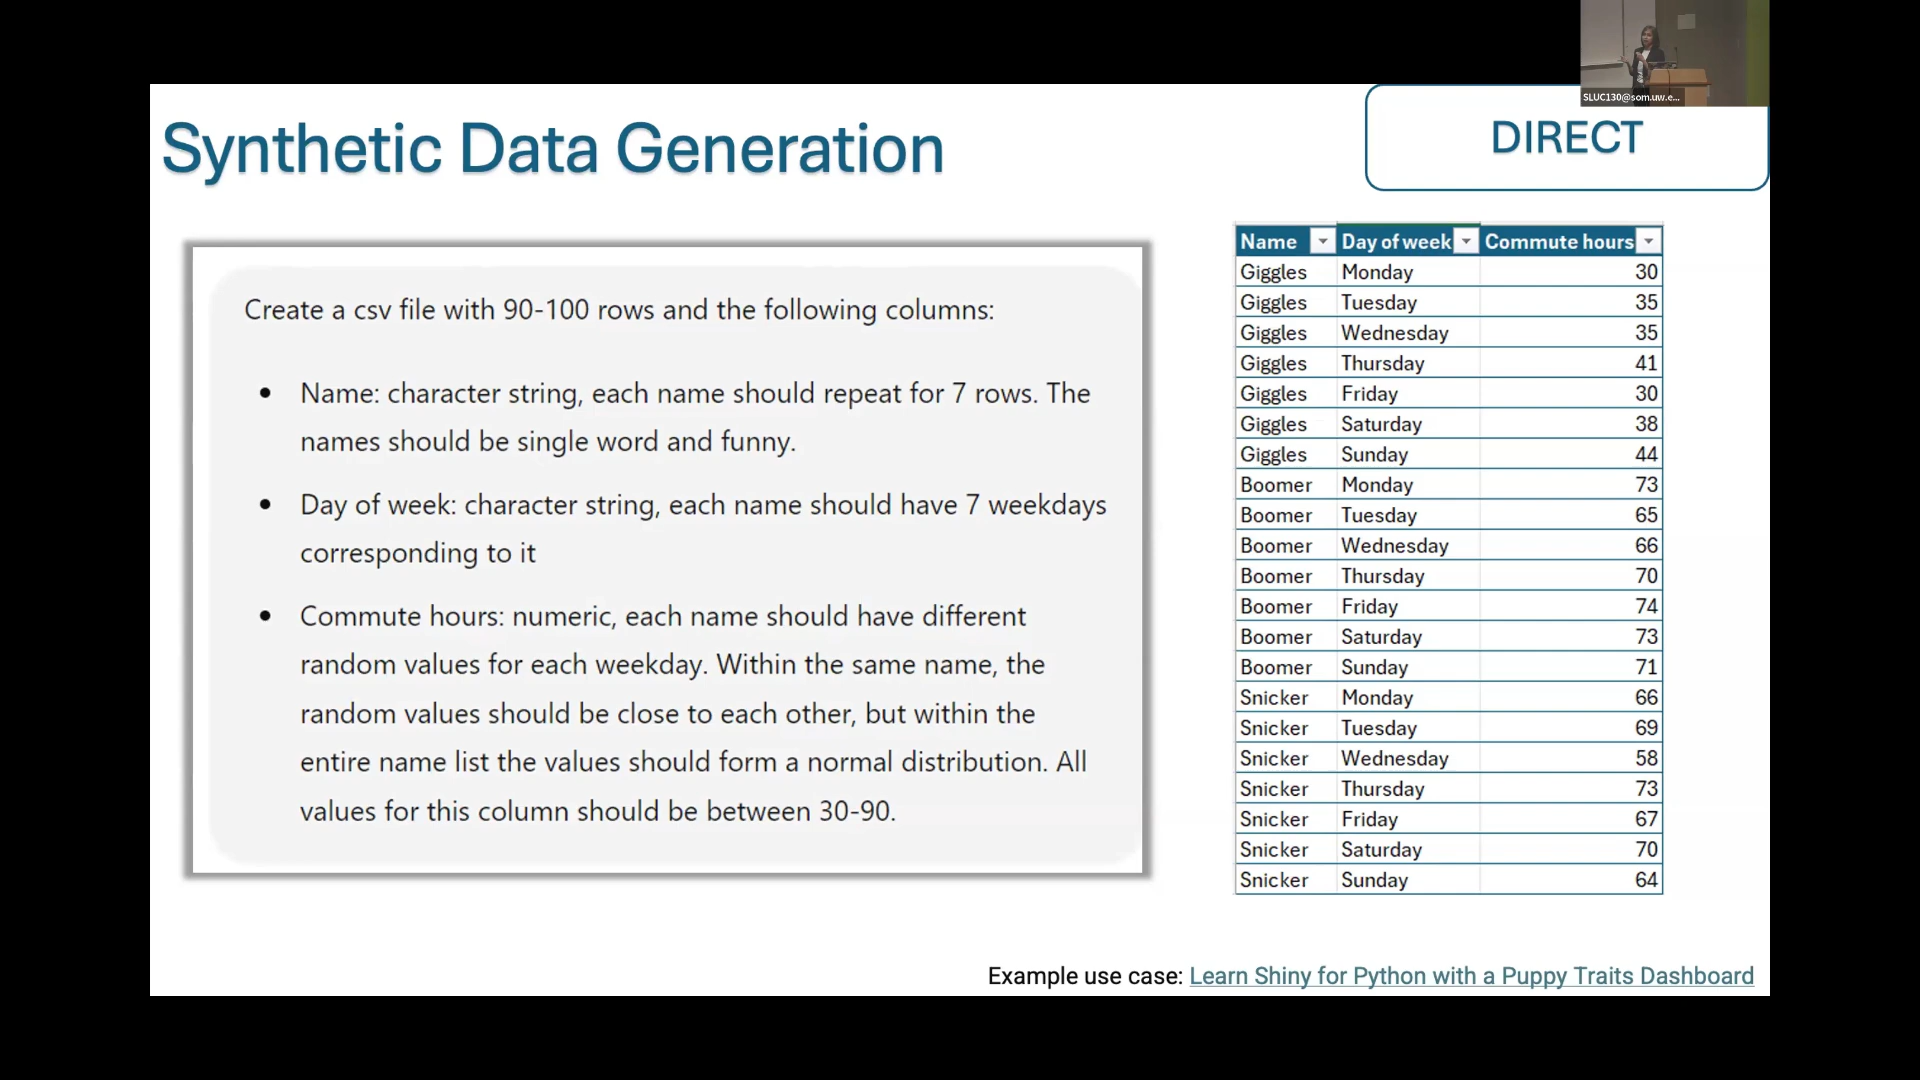 SLUC130@som.uw.e...
Synthetic Data Generation
DIRECT
Create a csv file with 90-100 rows and the following columns:
• Name: character string, each name should repeat for 7 rows. The
names should be single word and funny.
• Day of week: character string, each name should have 7 weekdays
corresponding to it
• Commute hours: numeric, each name should have different
random values for each weekday. Within the same name, the
random values should be close to each other, but within the
entire name list the values should form a normal distribution. All
values for this column should be between 30-90.
Name Day of week Commute hours
Giggles Monday 30
Giggles Tuesday 35
Giggles Wednesday 35
Giggles Thursday 41
Giggles Friday 30
Giggles Saturday 38
Giggles Sunday 44
Boomer Monday 73
Boomer Tuesday 65
Boomer Wednesday 66
Boomer Thursday 70
Boomer Friday 74
Boomer Saturday 73
Boomer Sunday 71
Snicker Monday 66
Snicker Tuesday 69
Snicker Wednesday 58
Snicker Thursday 73
Snicker Friday 67
Snicker Saturday 70
Snicker Sunday 64
Example use case: Learn Shiny for Python with a Puppy Traits Dashboard